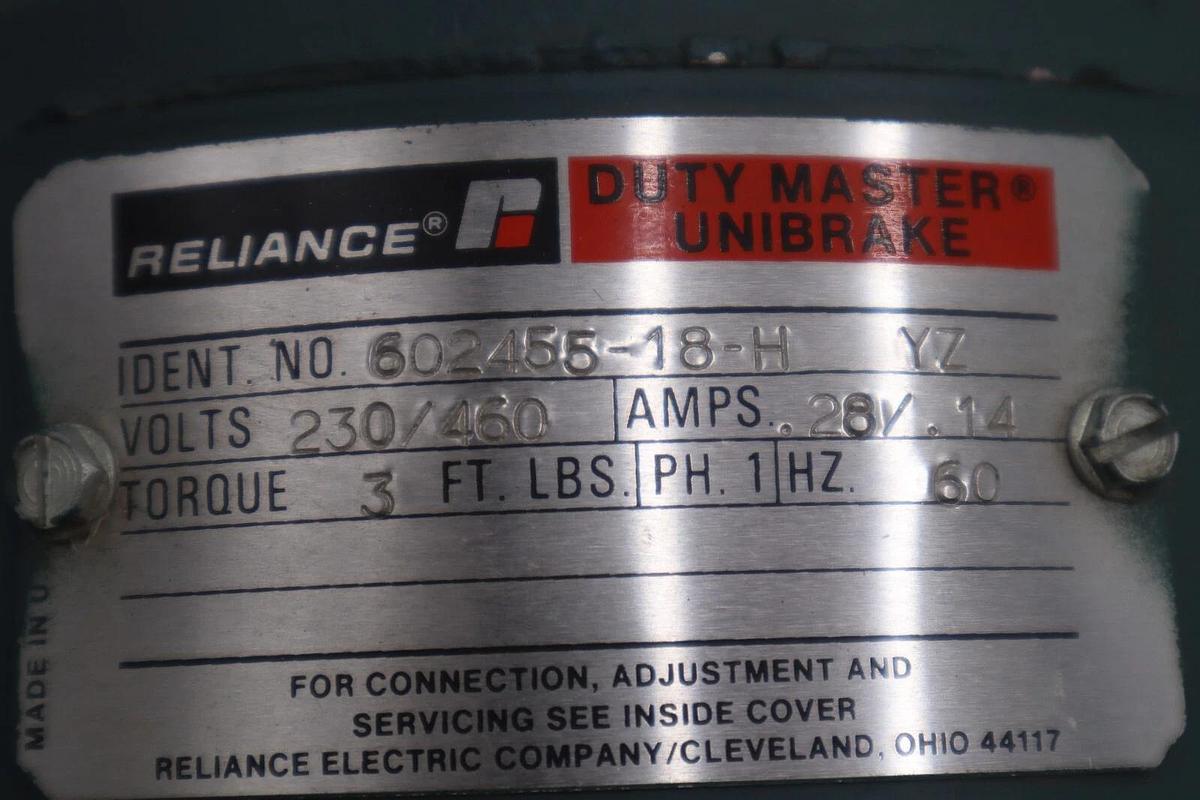 RELIANCE®
DUTY MASTER®
UNIBRAKE
IDENT. NO. 602455-18-H YZ
VOLTS 230/460 AMPS. .28/.14
TORQUE 3 FT. LBS. PH. 1 HZ. 60
FOR CONNECTION, ADJUSTMENT AND
SERVICING SEE INSIDE COVER
RELIANCE ELECTRIC COMPANY/CLEVELAND, OHIO 44117
MADE IN U